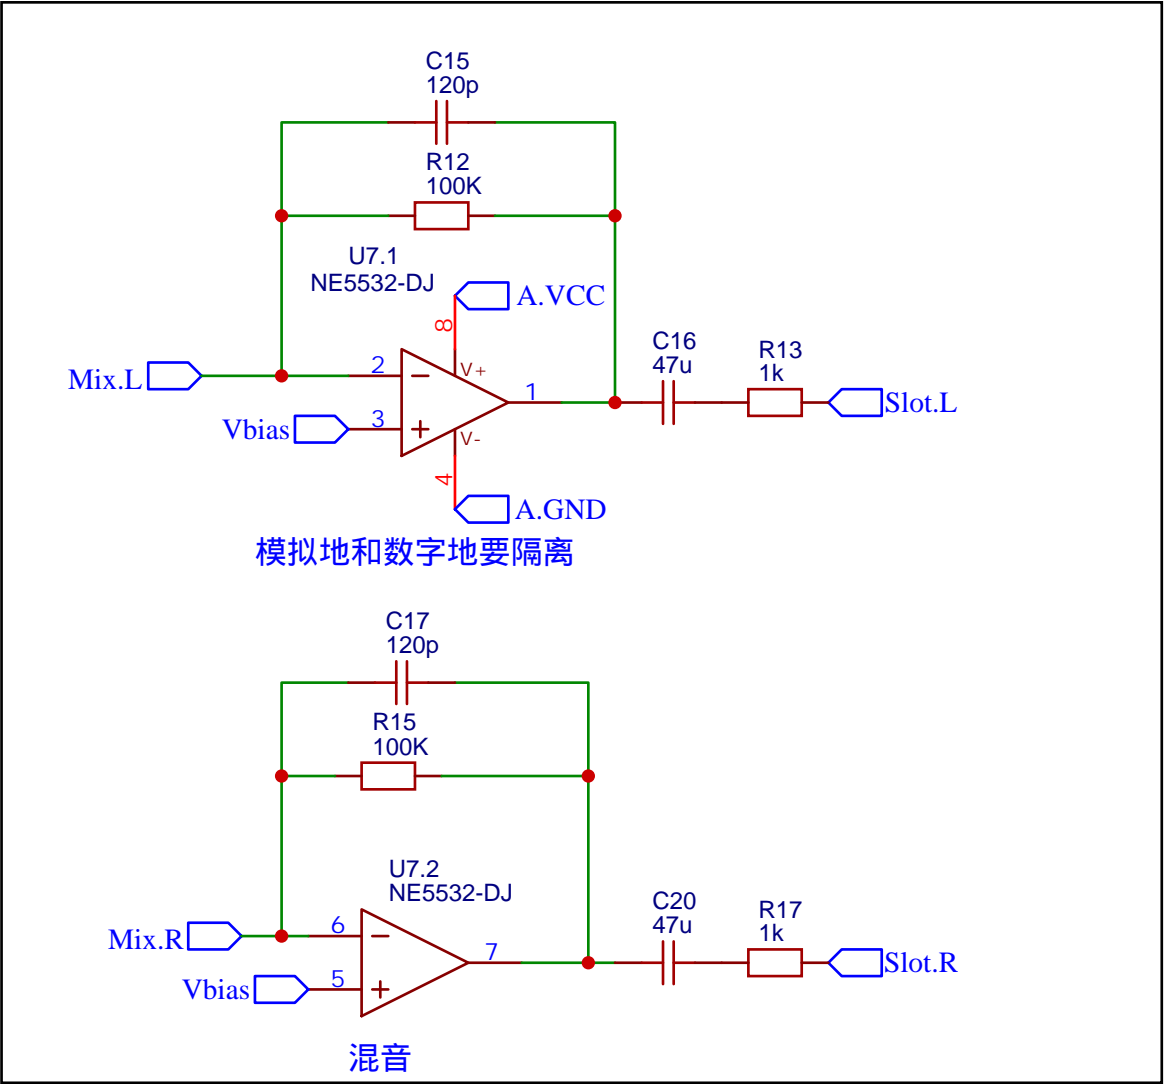 C15
120p
R12
100K
U7.1
NE5532-DJ
A.VCC
8
V+
Mix.L
2
1
C16
47u
R13
1k
Slot.L
Vbias
3
V-
4
A.GND
模拟地和数字地要隔离
C17
120p
R15
100K
U7.2
NE5532-DJ
Mix.R
6
7
C20
47u
R17
1k
Slot.R
Vbias
5
混音